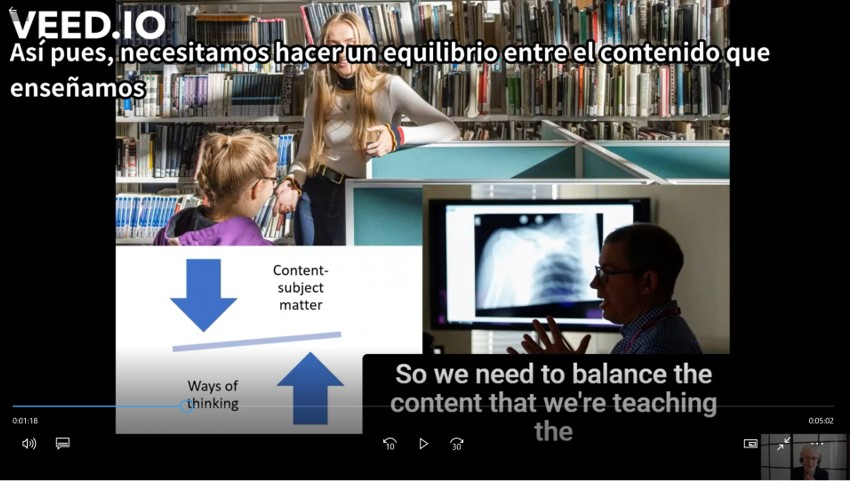 VEED.IO
Así pues, necesitamos hacer un equilibrio entre el contenido que
enseñamos
Content-
subject
matter
Ways of
thinking
So we need to balance the
content that we're teaching
the
0:01:18
0:05:02
10
30